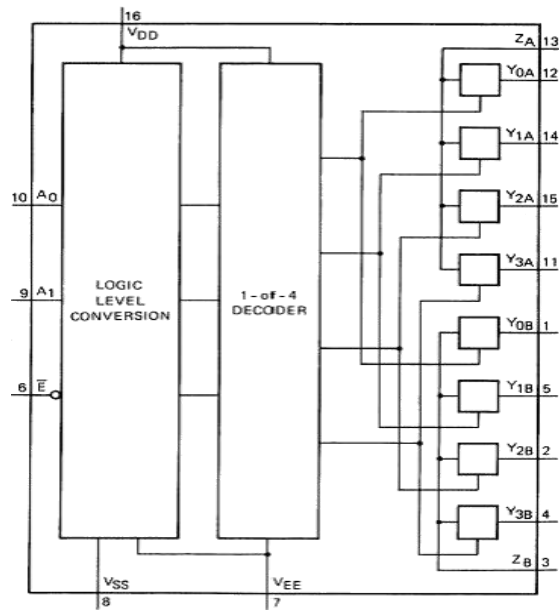 16
VDD
ZA 13
Y0A 12
Y1A 14
10 A0
Y2A 15
LOGIC
LEVEL
CONVERSION
1-of-4
DECODER
9 A1
Y3A 11
Y0B 1
6 E̅
Y1B 5
Y2B 2
Y3B 4
ZB 3
VSS
8
VEE
7